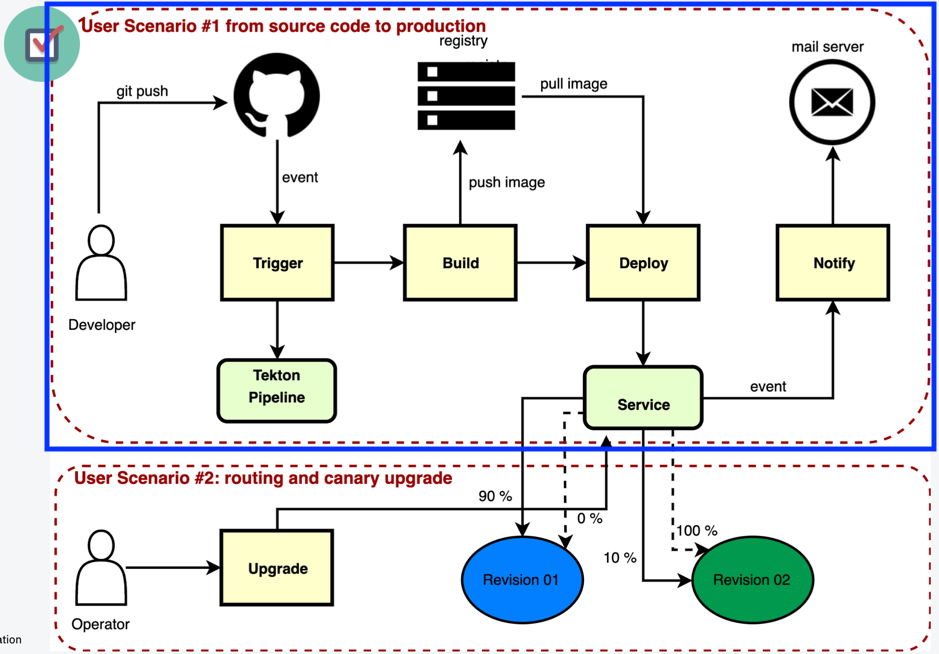 User Scenario #1 from source code to production
registry
mail server
git push
pull image
event
push image
Trigger
Build
Deploy
Notify
Developer
Tekton
Pipeline
Service
event
User Scenario #2: routing and canary upgrade
90 %
0 %
100 %
10 %
Upgrade
Revision 01
Revision 02
Operator
ation